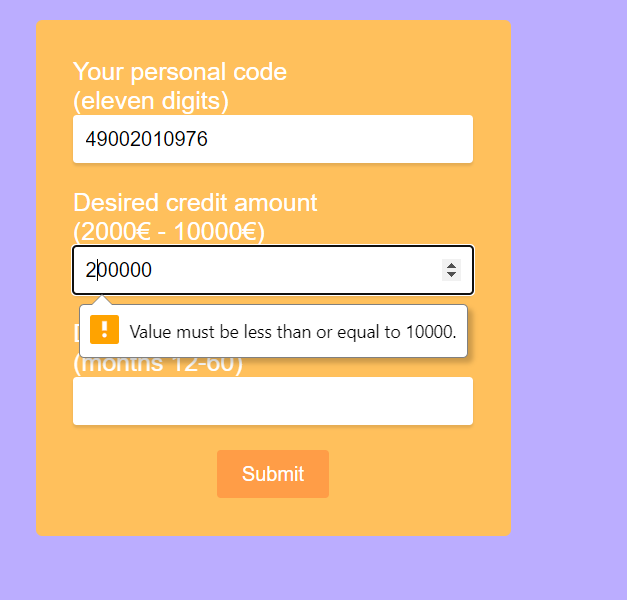 Your personal code
(eleven digits)
49002010976
Desired credit amount
(2000€ - 10000€)
200000
Value must be less than or equal to 10000.
(months 12-60)
Submit